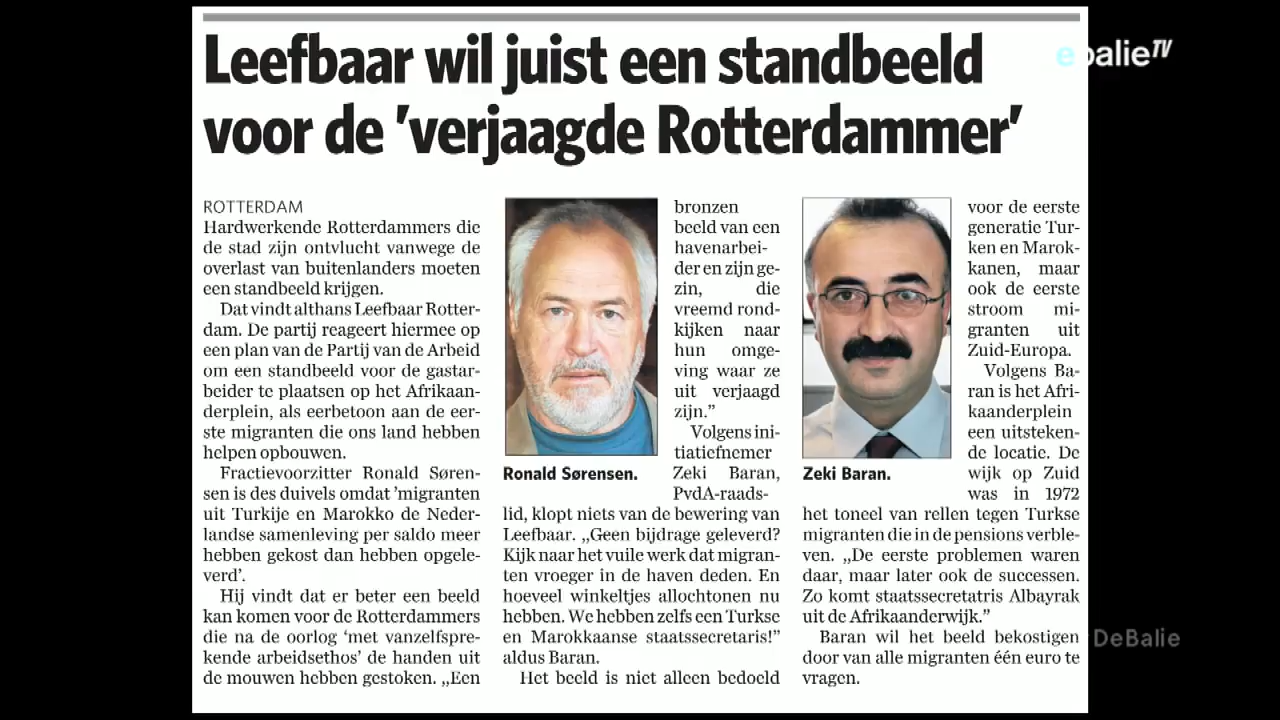 Leefbaar wil juist een standbeeld
voor de 'verjaagde Rotterdammer'
ebalieTV
ROTTERDAM
Hardwerkende Rotterdammers die
de stad zijn ontvlucht vanwege de
overlast van buitenlanders moeten
een standbeeld krijgen.
Dat vindt althans Leefbaar Rotter-
dam. De partij reageert hiermee op
een plan van de Partij van de Arbeid
om een standbeeld voor de gastar-
beider te plaatsen op het Afrikaan-
derplein, als eerbetoon aan de eer-
ste migranten die ons land hebben
helpen opbouwen.
Fractievoorzitter Ronald Søren-
sen is des duivels omdat 'migranten
uit Turkije en Marokko de Neder-
landse samenleving per saldo meer
hebben gekost dan hebben opgele-
verd'.
Hij vindt dat er beter een beeld
kan komen voor de Rotterdammers
die na de oorlog 'met vanzelfspre-
kende arbeidsethos' de handen uit
de mouwen hebben gestoken. „Een
Ronald Sørensen.
bronzen
beeld van een
havenarbei-
der en zijn ge-
zin, die
vreemd rond-
kijken naar
hun omge-
ving waar ze
uit verjaagd
zijn.”
Volgens ini-
tiatiefnemer
Zeki Baran,
PvdA-raads-
lid, klopt niets van de bewering van
Leefbaar. „Geen bijdrage geleverd?
Kijk naar het vuile werk dat migran-
ten vroeger in de haven deden. En
hoeveel winkeltjes allochtonen nu
hebben. We hebben zelfs een Turkse
en Marokkaanse staatssecretaris!”
aldus Baran.
Het beeld is niet alleen bedoeld
Zeki Baran.
voor de eerste
generatie Tur-
ken en Marok-
kanen, maar
ook de eerste
stroom mi-
granten uit
Zuid-Europa.
Volgens Ba-
ran is het Afri-
kaanderplein
een uitsteken-
de locatie. De
wijk op Zuid
was in 1972
het toneel van rellen tegen Turkse
migranten die in de pensions verble-
ven. „De eerste problemen waren
daar, maar later ook de successen.
Zo komt staatssecretatris Albayrak
uit de Afrikaanderwijk.”
Baran wil het beeld bekostigen
door van alle migranten één euro te
vragen.
DeBalie